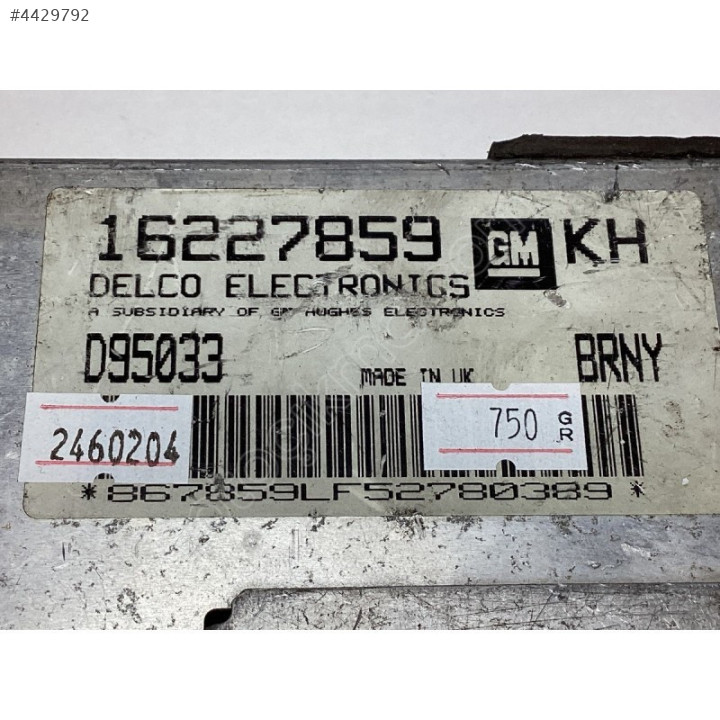 #4429792
16227859 GM KH
DELCO ELECTRONICS
A SUBSIDIARY OF GM HUGHES ELECTRONICS
D95033 MADE IN UK BRNY
2460204 750 GR
*867859LF52780389*